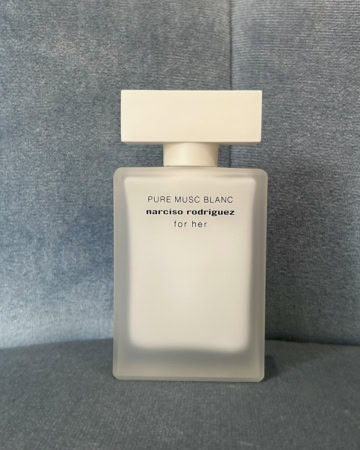 PURE MUSC BLANC
narciso rodriguez
for her